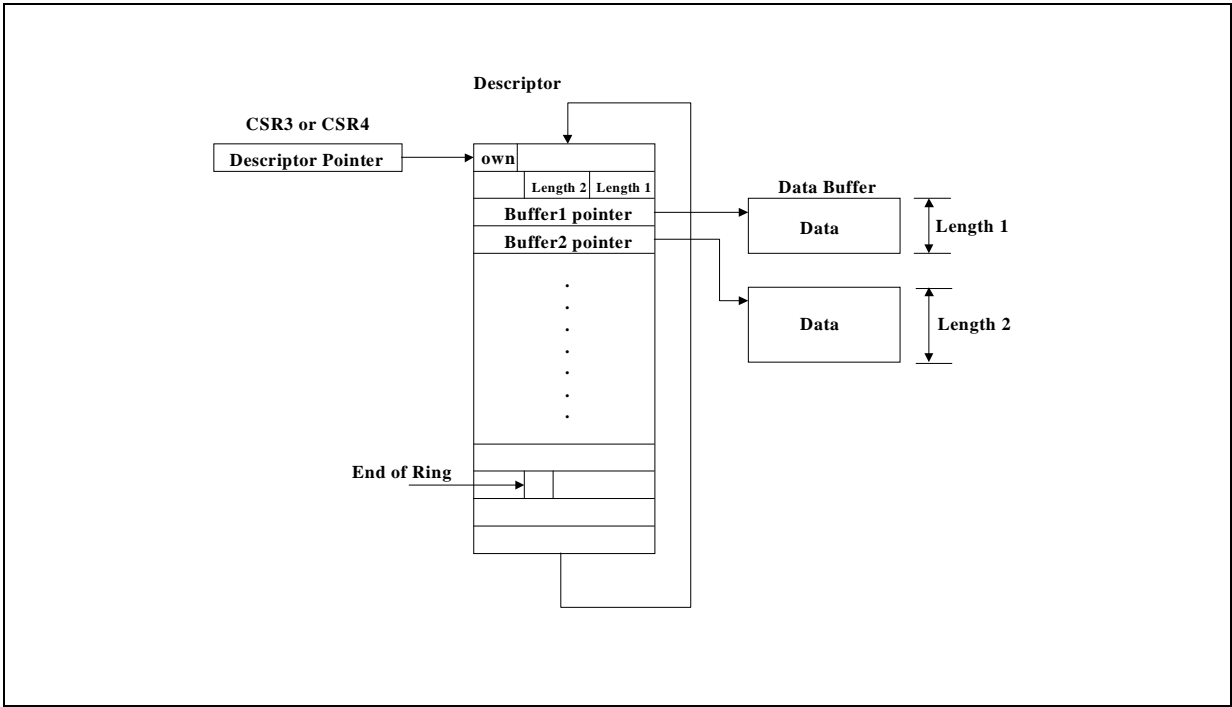 Descriptor
CSR3 or CSR4
Descriptor Pointer
own
Length 2
Length 1
Buffer1 pointer
Buffer2 pointer
Data Buffer
Data
Length 1
Data
Length 2
End of Ring